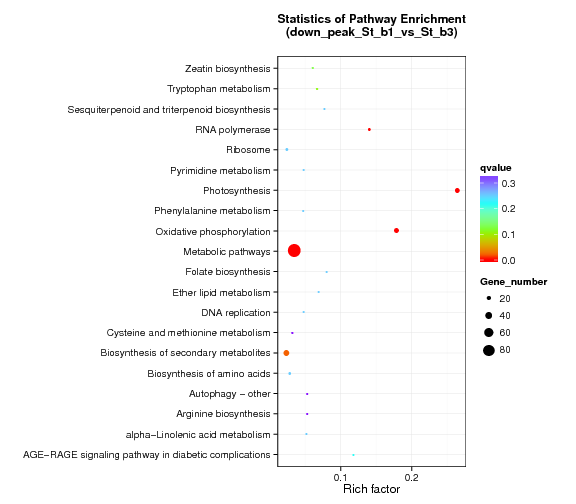 Statistics of Pathway Enrichment
(down_peak_St_b1_vs_St_b3)
Zeatin biosynthesis
Tryptophan metabolism
Sesquiterpenoid and triterpenoid biosynthesis
RNA polymerase
Ribosome
Pyrimidine metabolism
Photosynthesis
Phenylalanine metabolism
Oxidative phosphorylation
Metabolic pathways
Folate biosynthesis
Ether lipid metabolism
DNA replication
Cysteine and methionine metabolism
Biosynthesis of secondary metabolites
Biosynthesis of amino acids
Autophagy − other
Arginine biosynthesis
alpha−Linolenic acid metabolism
AGE−RAGE signaling pathway in diabetic complications
0.1 0.2
Rich factor
qvalue
0.3
0.2
0.1
0.0
Gene_number
20
40
60
80